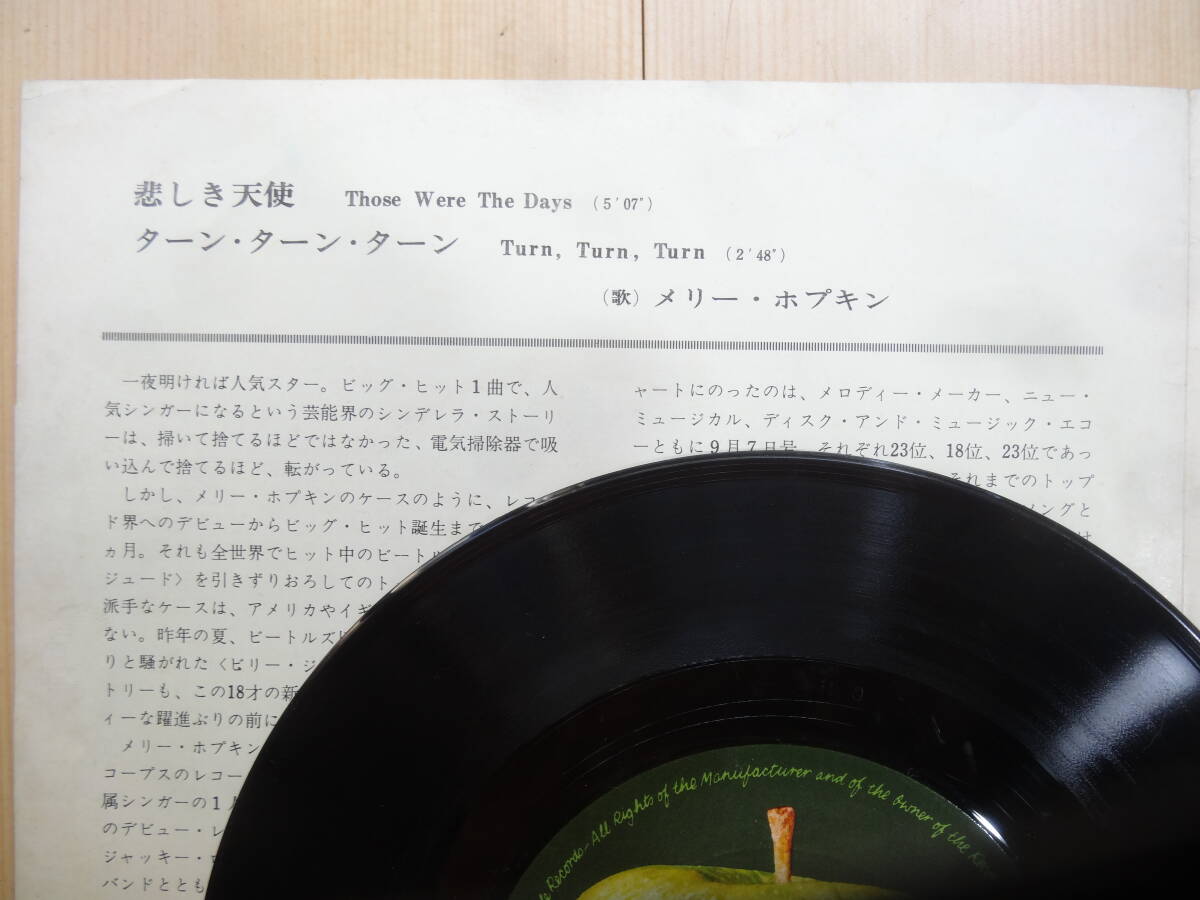 悲しき天使 Those Were The Days (5'07")
ターン・ターン・ターン Turn, Turn, Turn (2'48")
(歌) メリー・ホプキン
一夜明ければ人気スター。ビッグ・ヒット1曲で、人
気シンガーになるという芸能界のシンデレラ・ストーリ
ーは、掃いて捨てるほどではなかった、電気掃除器で吸
い込んで捨てるほど、転がっている。
しかし、メリー・ホプキンのケースのように、レコー
ド界へのデビューからビッグ・ヒット誕生まで
ヵ月。それも全世界でヒット中のビートル
ジュード〉を引きずりおろしてのト
派手なケースは、アメリカやイギ
ない。昨年の夏、ビートルズ
りと騒がれた〈ビリー・ジ
トリーも、この18才の新
ィーな躍進ぶりの前に
メリー・ホプキン
コープスのレコー
属シンガーの1
のデビュー・レ
ジャッキー・
バンドととも
ャートにのったのは、メロディー・メーカー、ニュー・
ミュージカル、ディスク・アンド・ミュージック・エコ
ーともに9月7日号、それぞれ23位、18位、23位であっ
それまでのトップ
ソングと
け
Records-All Rights of the Manufacturer and of the Owner of the Re